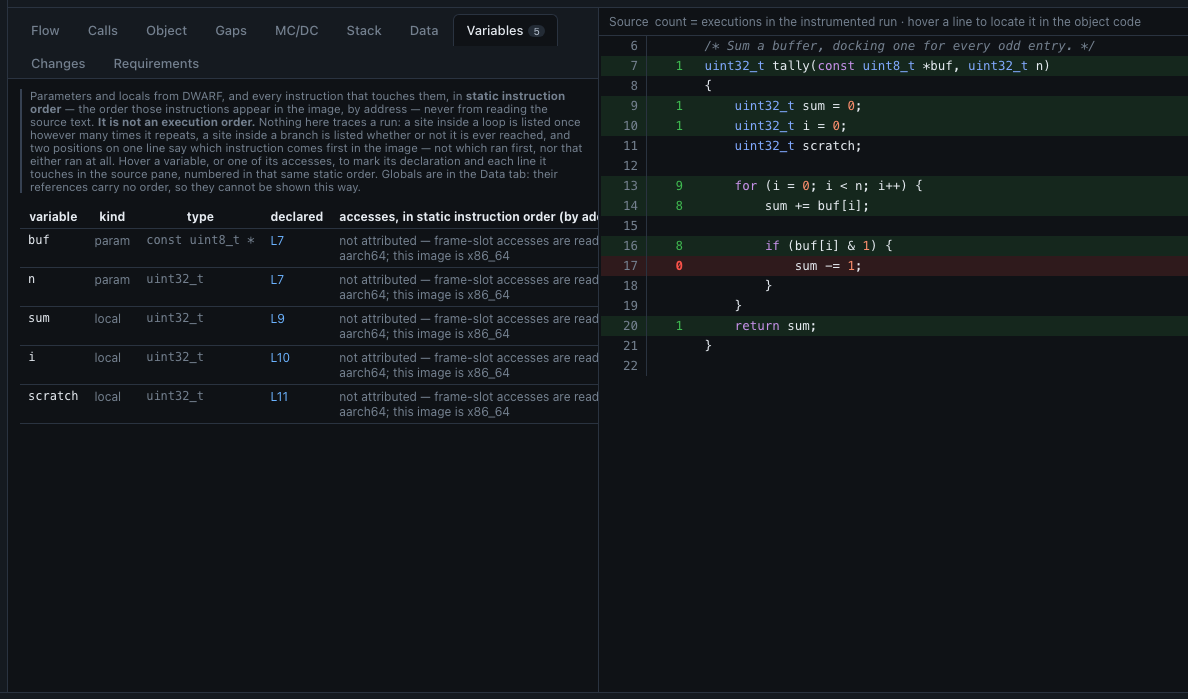 Flow Calls Object Gaps MC/DC Stack Data Variables 5
Changes Requirements
Parameters and locals from DWARF, and every instruction that touches them, in static instruction
order — the order those instructions appear in the image, by address — never from reading the
source text. It is not an execution order. Nothing here traces a run: a site inside a loop is listed once
however many times it repeats, a site inside a branch is listed whether or not it is ever reached, and
two positions on one line say which instruction comes first in the image — not which ran first, nor that
either ran at all. Hover a variable, or one of its accesses, to mark its declaration and each line it
touches in the source pane, numbered in that same static order. Globals are in the Data tab: their
references carry no order, so they cannot be shown this way.
variable kind type declared accesses, in static instruction order (by ad
buf param const uint8_t * L7 not attributed — frame-slot accesses are read
aarch64; this image is x86_64
n param uint32_t L7 not attributed — frame-slot accesses are read
aarch64; this image is x86_64
sum local uint32_t L9 not attributed — frame-slot accesses are read
aarch64; this image is x86_64
i local uint32_t L10 not attributed — frame-slot accesses are read
aarch64; this image is x86_64
scratch local uint32_t L11 not attributed — frame-slot accesses are read
aarch64; this image is x86_64
Source count = executions in the instrumented run · hover a line to locate it in the object code
6 /* Sum a buffer, docking one for every odd entry. */
7 1 uint32_t tally(const uint8_t *buf, uint32_t n)
8 {
9 1 uint32_t sum = 0;
10 1 uint32_t i = 0;
11 uint32_t scratch;
12
13 9 for (i = 0; i < n; i++) {
14 8 sum += buf[i];
15
16 8 if (buf[i] & 1) {
17 0 sum -= 1;
18 }
19 }
20 1 return sum;
21 }
22